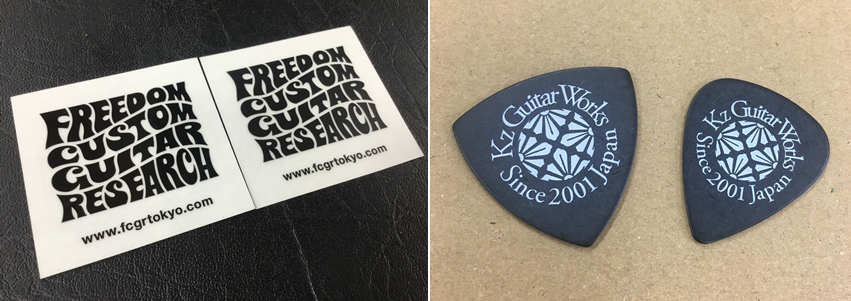 FREEDOM
CUSTOM
GUITAR
RESEARCH
www.fcgrtokyo.com
FREEDOM
CUSTOM
GUITAR
RESEARCH
www.fcgrtokyo.com
Kz Guitar Works
Since 2001 Japan
Kz Guitar Works
Since 2001 Japan